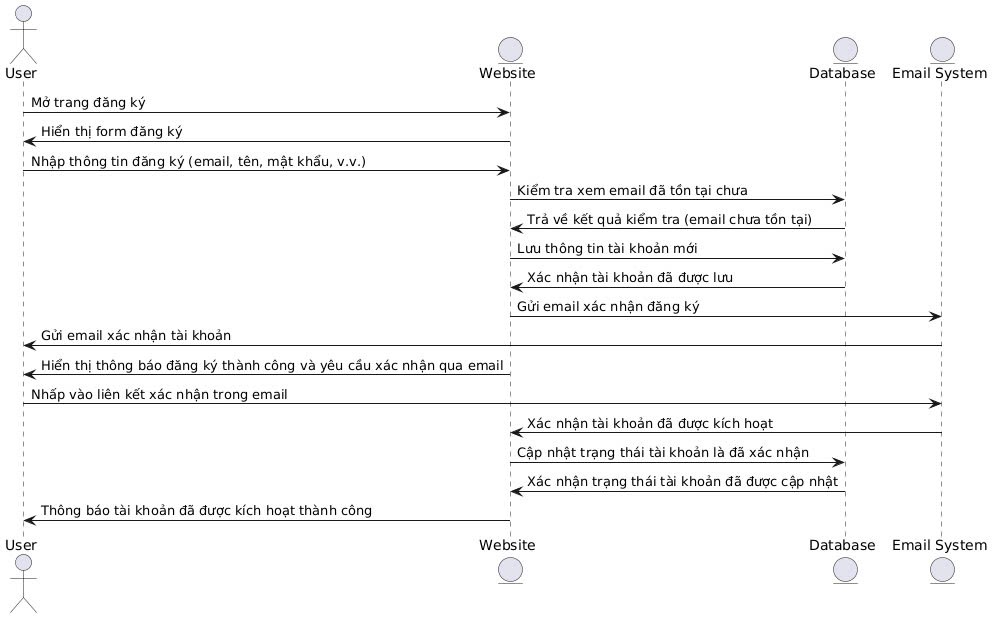 User
Website
Database
Email System
Mở trang đăng ký
Hiển thị form đăng ký
Nhập thông tin đăng ký (email, tên, mật khẩu, v.v.)
Kiểm tra xem email đã tồn tại chưa
Trả về kết quả kiểm tra (email chưa tồn tại)
Lưu thông tin tài khoản mới
Xác nhận tài khoản đã được lưu
Gửi email xác nhận đăng ký
Gửi email xác nhận tài khoản
Hiển thị thông báo đăng ký thành công và yêu cầu xác nhận qua email
Nhấp vào liên kết xác nhận trong email
Xác nhận tài khoản đã được kích hoạt
Cập nhật trạng thái tài khoản là đã xác nhận
Xác nhận trạng thái tài khoản đã được cập nhật
Thông báo tài khoản đã được kích hoạt thành công
User
Website
Database
Email System